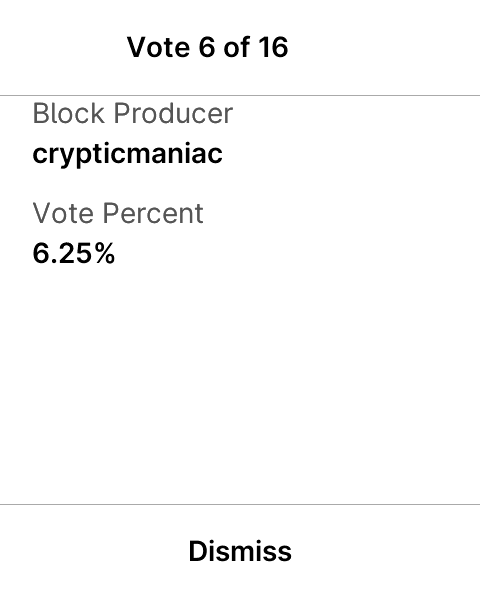 Vote 6 of 16
Block Producer
crypticmaniac
Vote Percent
6.25%
Dismiss